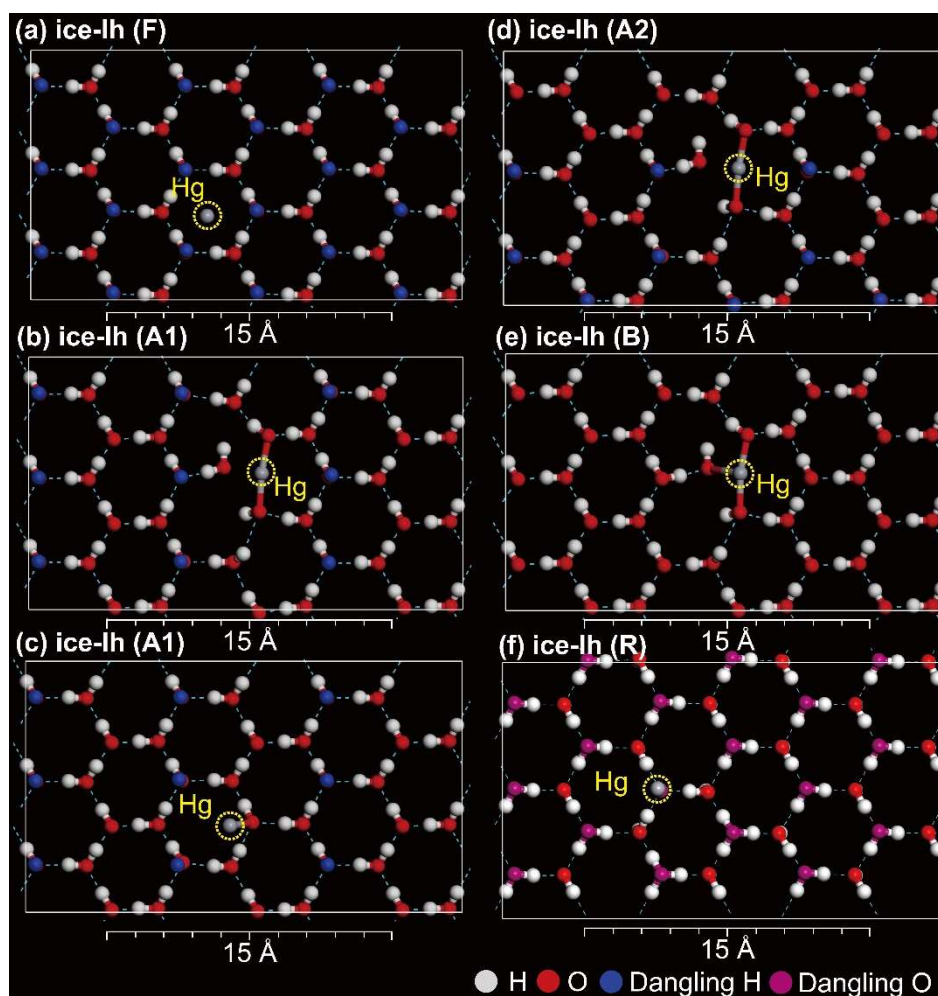 (a) ice-Ih (F)
Hg
15 Å
(b) ice-Ih (A1)
Hg
15 Å
(c) ice-Ih (A1)
Hg
15 Å
(d) ice-Ih (A2)
Hg
15 Å
(e) ice-Ih (B)
Hg
15 Å
(f) ice-Ih (R)
Hg
15 Å
H O Dangling H Dangling O